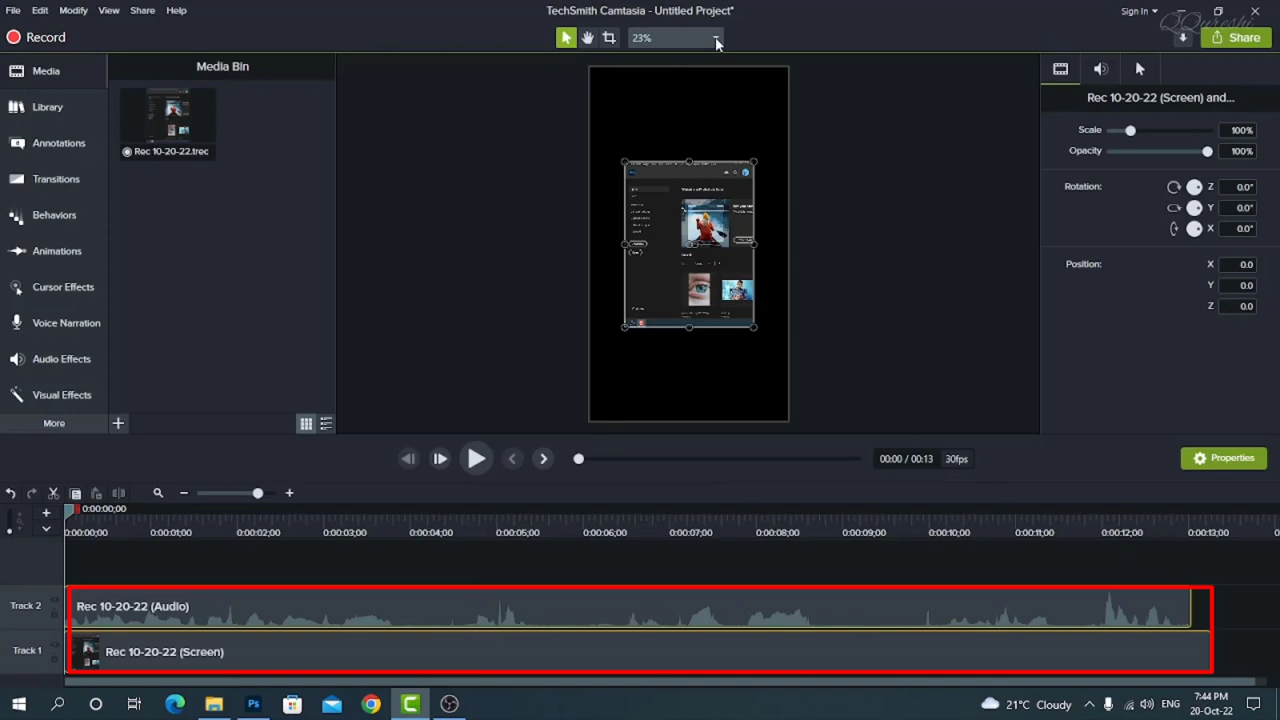 File Edit Modify View Share Help
TechSmith Camtasia - Untitled Project*
Sign In
QQureshi
Record
23%
Share
Media
Library
Annotations
Transitions
Behaviors
Animations
Cursor Effects
Voice Narration
Audio Effects
Visual Effects
More
Media Bin
Rec 10-20-22.trec
Rec 10-20-22 (Screen) and...
Scale 100%
Opacity 100%
Rotation: Z 0.0°
Y 0.0°
X 0.0°
Position: X 0.0
Y 0.0
Z 0.0
00:00 / 00:13 30fps
Properties
0:00:00;00
0:00:00;00 0:00:01;00 0:00:02;00 0:00:03;00 0:00:04;00 0:00:05;00 0:00:06;00 0:00:07;00 0:00:08;00 0:00:09;00 0:00:10;00 0:00:11;00 0:00:12;00 0:00:13;00
Track 2
Rec 10-20-22 (Audio)
Track 1
Rec 10-20-22 (Screen)
Ps
C
21°C Cloudy
ENG
7:44 PM
20-Oct-22